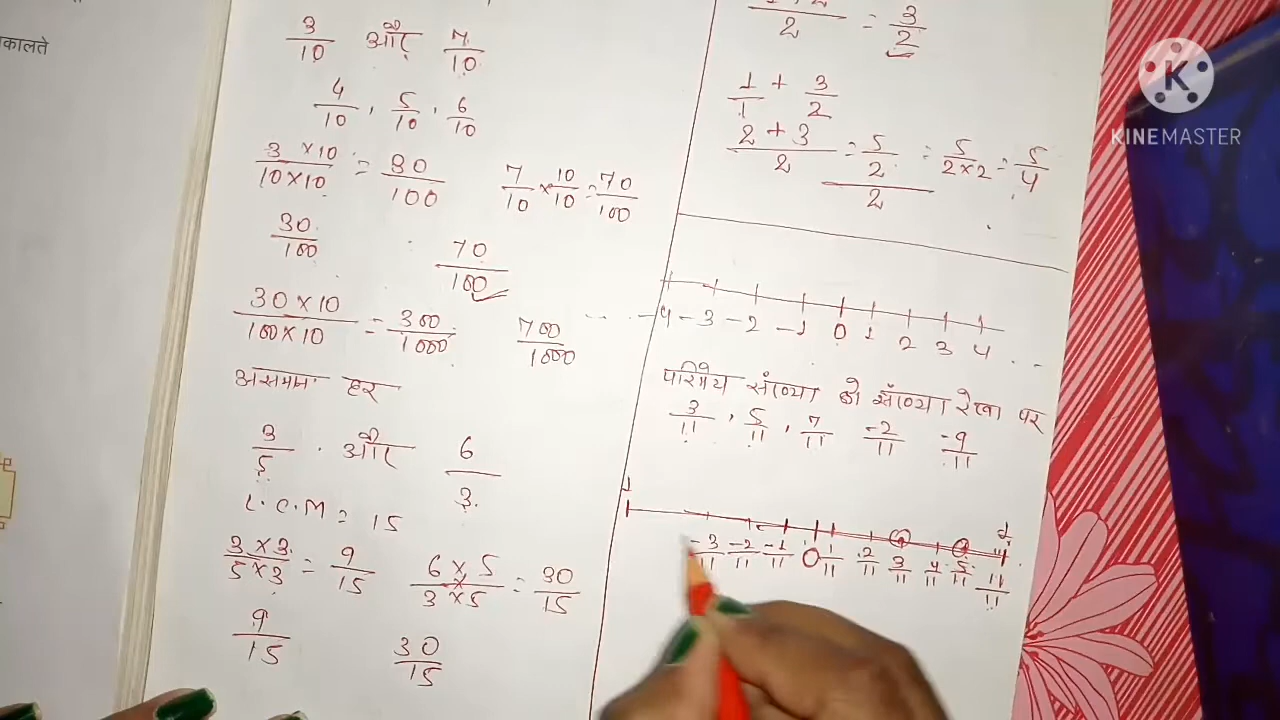 कालते
3/10 और 7/10
4/10, 5/10, 6/10
3×10/10×10 = 30/100 7/10 × 10/10 = 70/100
30/100 70/100
30×10/100×10 = 300/1000 700/1000
असमान हर
3/5, और 6/3
L.C.M = 15
3×3/5×3 = 9/15 6×5/3×5 = 30/15
9/15 30/15
/2 = 3/2
1/1 + 3/2
2+3/2 = 5/2/2 = 5/2×2 = 5/4
-4 -3 -2 -1 0 1 2 3 4
परिमेय संख्या को संख्या रेखा पर
3/11, 5/11, 7/11 -2/11 -9/11
-3/11 -2/11 -1/11 0 1/11 2/11 3/11 4/11 5/11 11/11
K
KINEMASTER